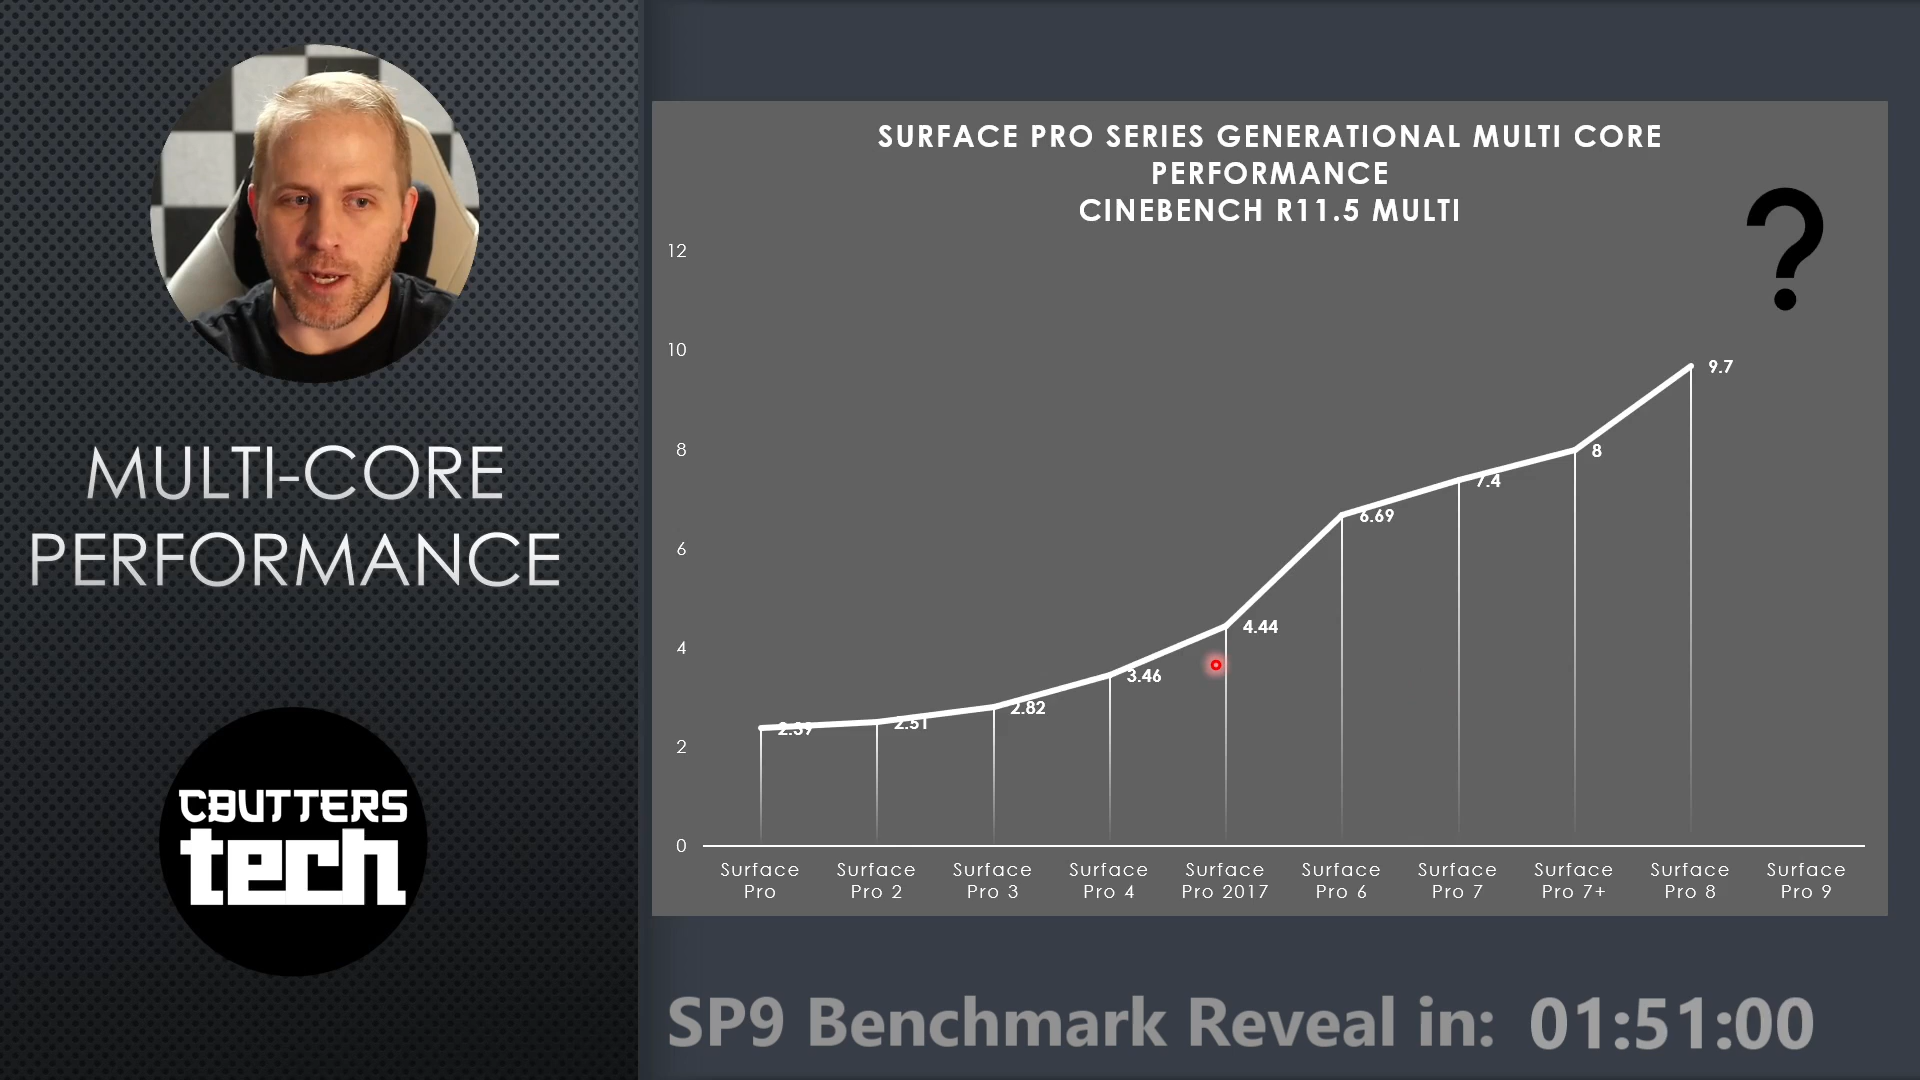 MULTI-CORE
PERFORMANCE
CBUTTERS
tech
SURFACE PRO SERIES GENERATIONAL MULTI CORE
PERFORMANCE
CINEBENCH R11.5 MULTI
?
12
10
8
6
4
2
0
2.39
2.51
2.82
3.46
4.44
6.69
7.4
8
9.7
Surface Pro
Surface Pro 2
Surface Pro 3
Surface Pro 4
Surface Pro 2017
Surface Pro 6
Surface Pro 7
Surface Pro 7+
Surface Pro 8
Surface Pro 9
SP9 Benchmark Reveal in: 01:51:00